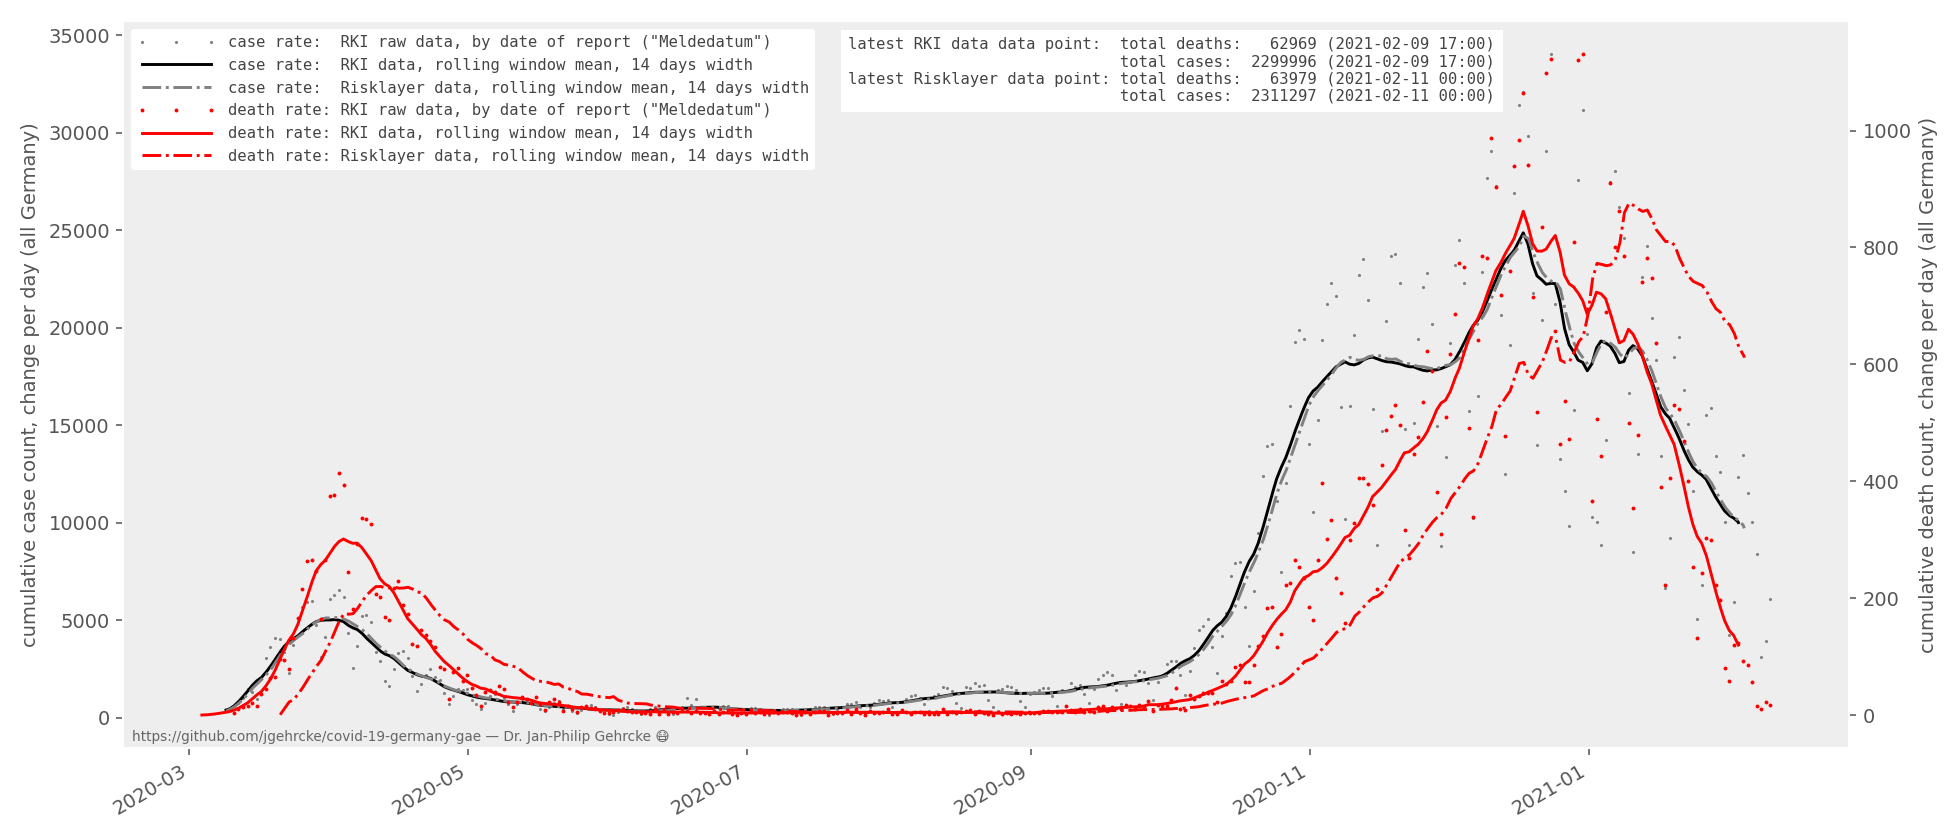 35000
30000
25000
20000
15000
10000
5000
0
cumulative case count, change per day (all Germany)
case rate: RKI raw data, by date of report ("Meldedatum")
case rate: RKI data, rolling window mean, 14 days width
case rate: Risklayer data, rolling window mean, 14 days width
death rate: RKI raw data, by date of report ("Meldedatum")
death rate: RKI data, rolling window mean, 14 days width
death rate: Risklayer data, rolling window mean, 14 days width
latest RKI data data point: total deaths: 62969 (2021-02-09 17:00)
total cases: 2299996 (2021-02-09 17:00)
latest Risklayer data point: total deaths: 63979 (2021-02-11 00:00)
total cases: 2311297 (2021-02-11 00:00)
1000
800
600
400
200
0
cumulative death count, change per day (all Germany)
https://github.com/jgehrcke/covid-19-germany-gae — Dr. Jan-Philip Gehrcke 😷
2020-03
2020-05
2020-07
2020-09
2020-11
2021-01